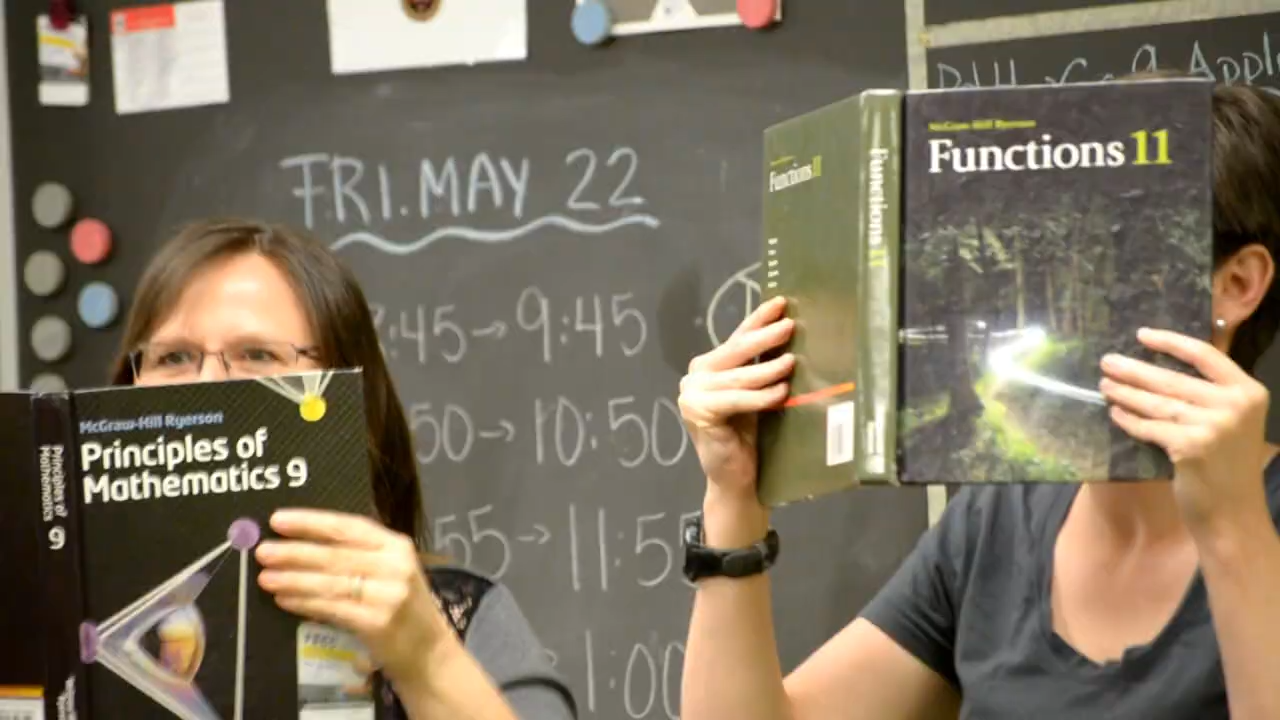 Appl
FRI. MAY 22
:45→9:45
50→10:50
55→11:55
1:00
McGraw-Hill Ryerson
Principles of
Mathematics 9
Principles of
Mathematics 9
McGraw-Hill Ryerson
Functions 11
Functions 11
Functions 11